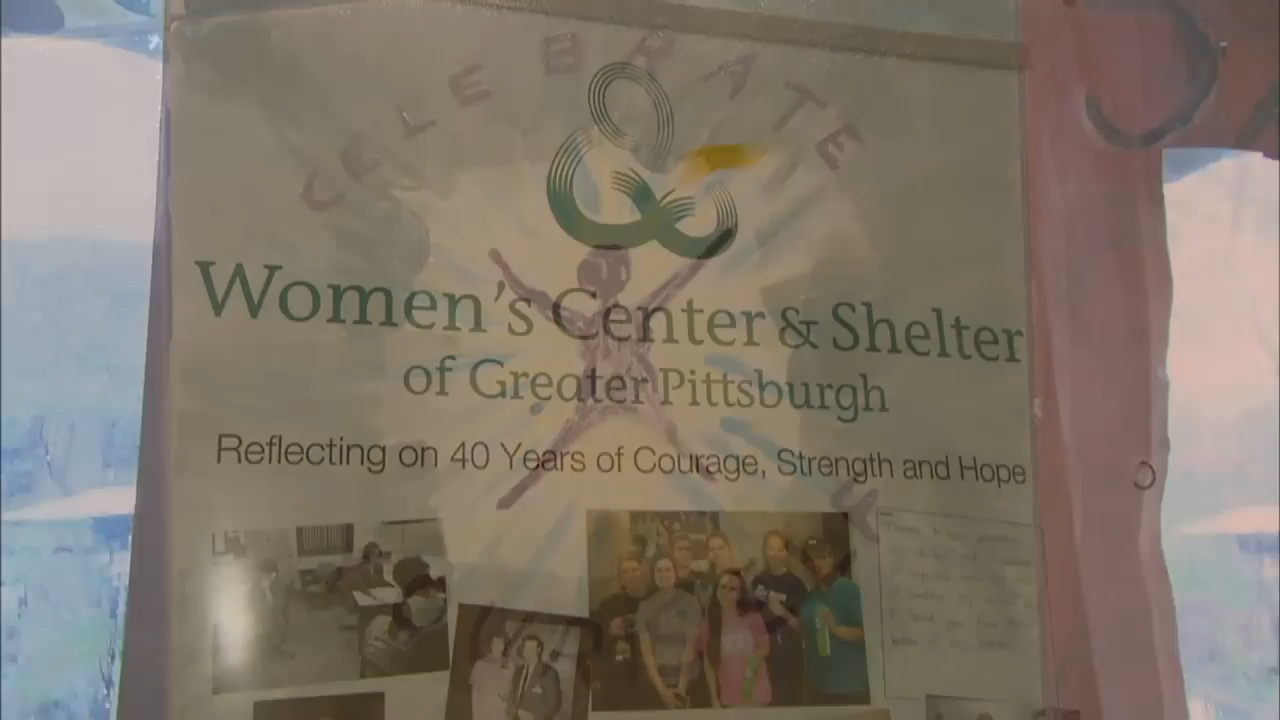 CELEBRATE
Women's Center & Shelter
of Greater Pittsburgh
Reflecting on 40 Years of Courage, Strength and Hope